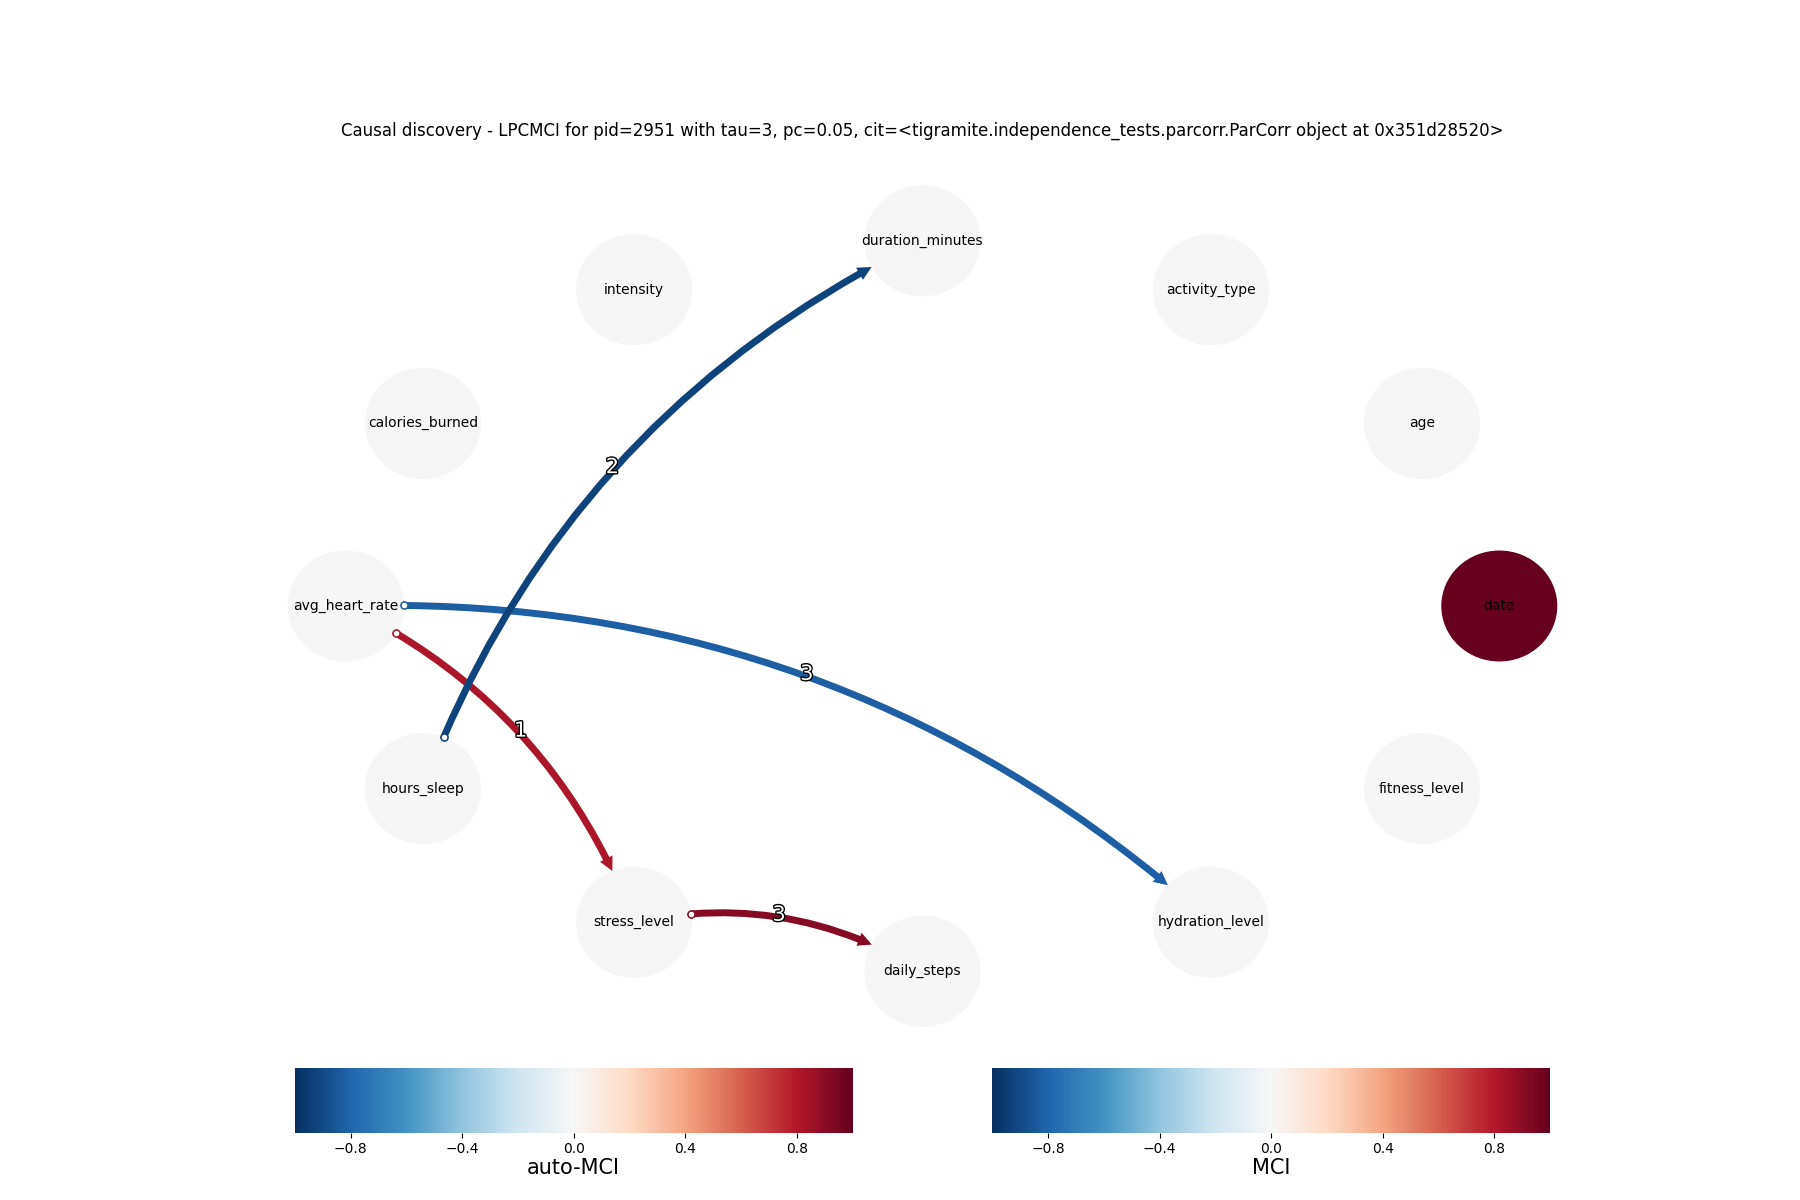 Causal discovery - LPCMCI for pid=2951 with tau=3, pc=0.05, cit=<tigramite.independence_tests.parcorr.ParCorr object at 0x351d28520>
duration_minutes
intensity
activity_type
calories_burned
age
2
avg_heart_rate
date
3
1
hours_sleep
fitness_level
stress_level
3
hydration_level
daily_steps
−0.8 −0.4 0.0 0.4 0.8
auto-MCI
−0.8 −0.4 0.0 0.4 0.8
MCI